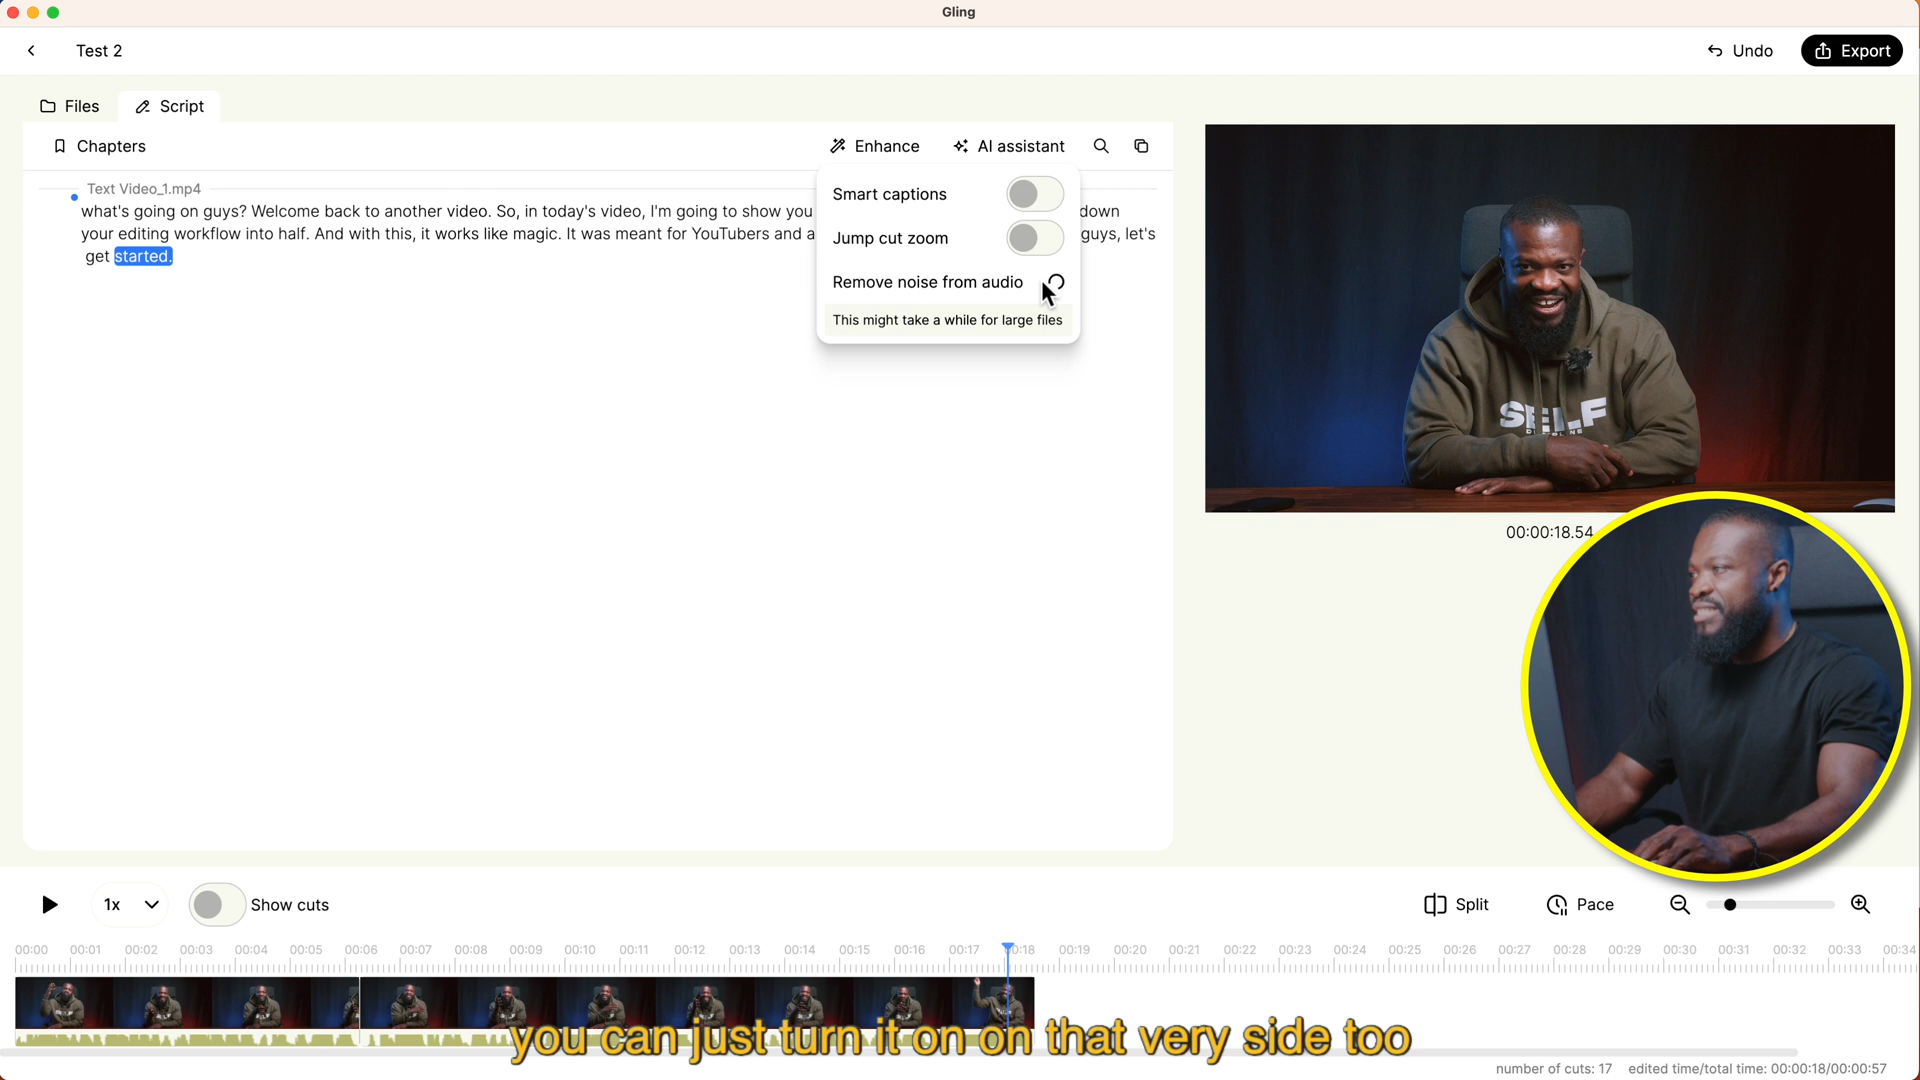 Gling
Test 2
Undo
Export
Files
Script
Chapters
Enhance
AI assistant
Text Video_1.mp4
what's going on guys? Welcome back to another video. So, in today's video, I'm going to show you
down
your editing workflow into half. And with this, it works like magic. It was meant for YouTubers and a
guys, let's
get started.
Smart captions
Jump cut zoom
Remove noise from audio
This might take a while for large files
SELF
DISCIPLINE
00:00:18.54
1x
Show cuts
Split
Pace
00:00 00:01 00:02 00:03 00:04 00:05 00:06 00:07 00:08 00:09 00:10 00:11 00:12 00:13 00:14 00:15 00:16 00:17 00:18 00:19 00:20 00:21 00:22 00:23 00:24 00:25 00:26 00:27 00:28 00:29 00:30 00:31 00:32 00:33 00:34
you can just turn it on on that very side too
number of cuts: 17 edited time/total time: 00:00:18/00:00:57